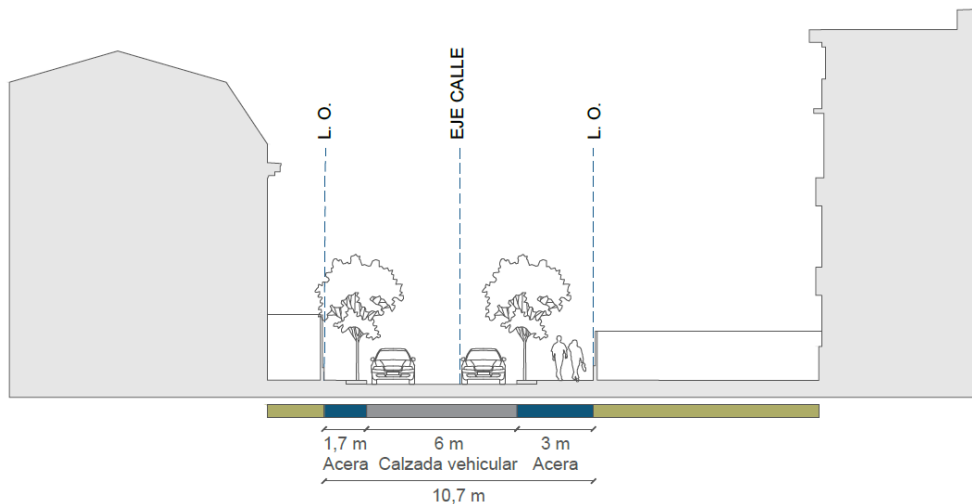 L. O.
EJE CALLE
L. O.
1,7 m
Acera
6 m
Calzada vehicular
3 m
Acera
10,7 m